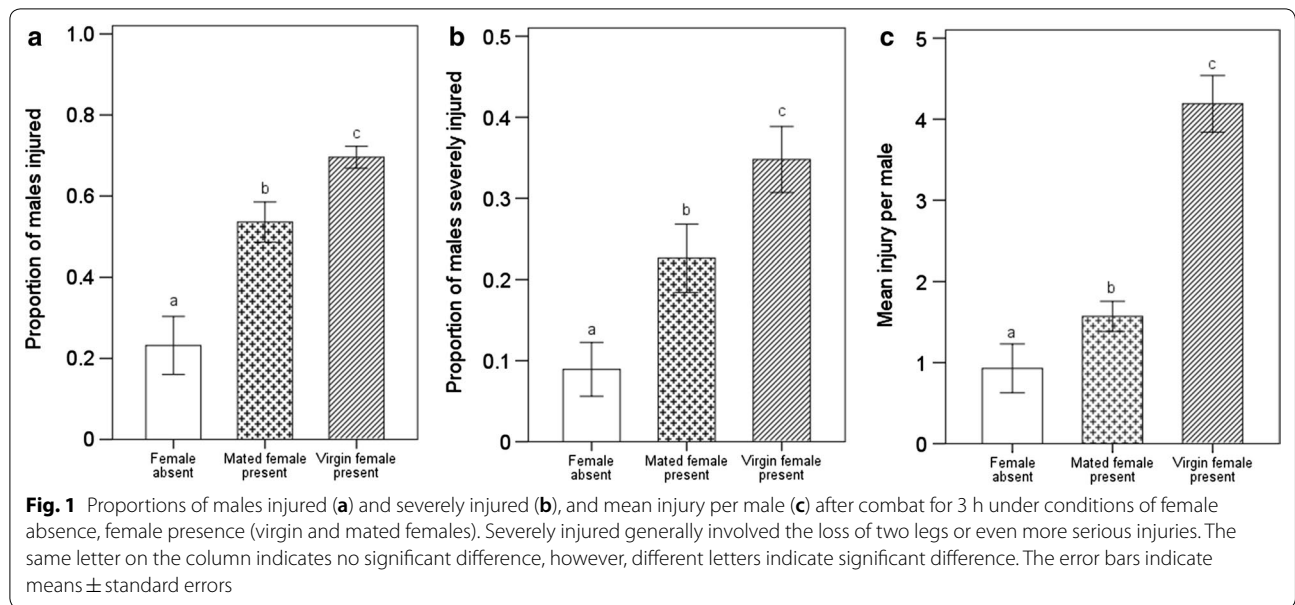 a
Proportion of males injured
1.0
0.8
0.6
0.4
0.2
0
a
b
c
Female absent
Mated female present
Virgin female present
b
Proportion of males severely injured
0.5
0.4
0.3
0.2
0.1
0
a
b
c
Female absent
Mated female present
Virgin female present
c
Mean injury per male
5
4
3
2
1
0
a
b
c
Female absent
Mated female present
Virgin female present
Fig. 1 Proportions of males injured (a) and severely injured (b), and mean injury per male (c) after combat for 3 h under conditions of female
absence, female presence (virgin and mated females). Severely injured generally involved the loss of two legs or even more serious injuries. The
same letter on the column indicates no significant difference, however, different letters indicate significant difference. The error bars indicate
means ± standard errors